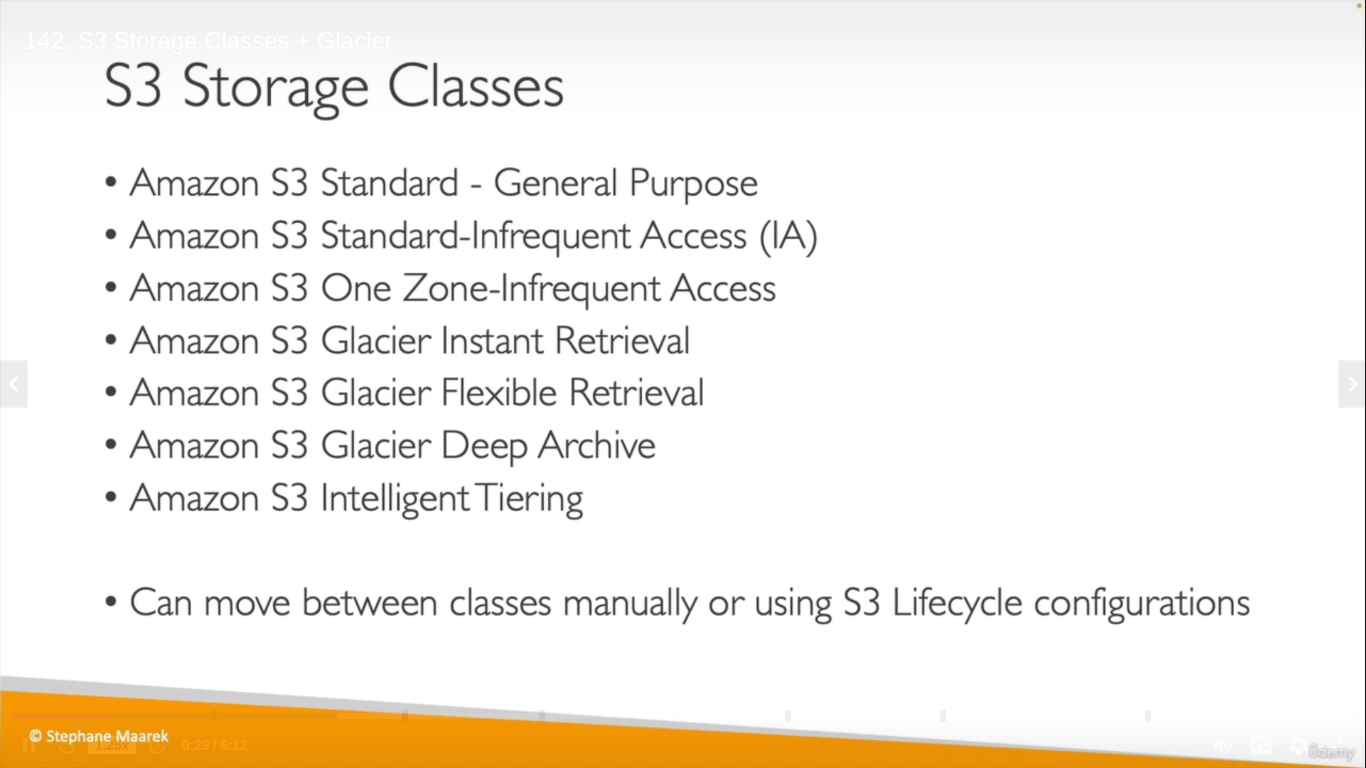 142. S3 Storage Classes + Glacier
S3 Storage Classes
• Amazon S3 Standard - General Purpose
• Amazon S3 Standard-Infrequent Access (IA)
• Amazon S3 One Zone-Infrequent Access
• Amazon S3 Glacier Instant Retrieval
• Amazon S3 Glacier Flexible Retrieval
• Amazon S3 Glacier Deep Archive
• Amazon S3 Intelligent Tiering
• Can move between classes manually or using S3 Lifecycle configurations
© Stephane Maarek
1.25x
0:29 / 6:12
ûdemy